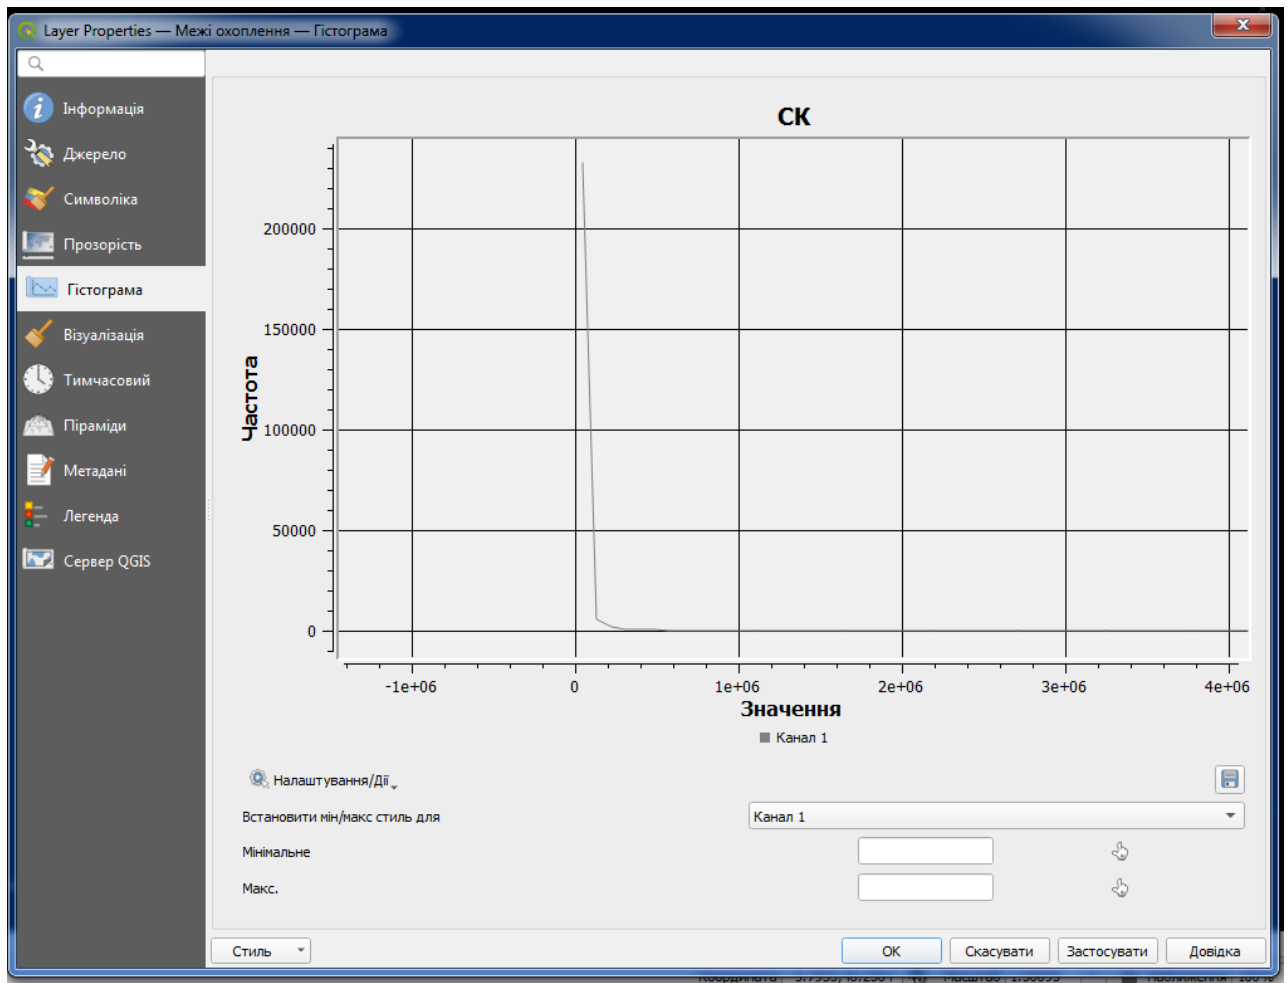 Layer Properties — Межі охоплення — Гістограма
Інформація
Джерело
Символіка
Прозорість
Гістограма
Візуалізація
Тимчасовий
Піраміди
Метадані
Легенда
Сервер QGIS
СК
Частота
200000
150000
100000
50000
0
-1e+06 0 1e+06 2e+06 3e+06 4e+06
Значення
Канал 1
Налаштування/Дії
Встановити мін/макс стиль для Канал 1
Мінімальне
Макс.
Стиль OK Скасувати Застосувати Довідка